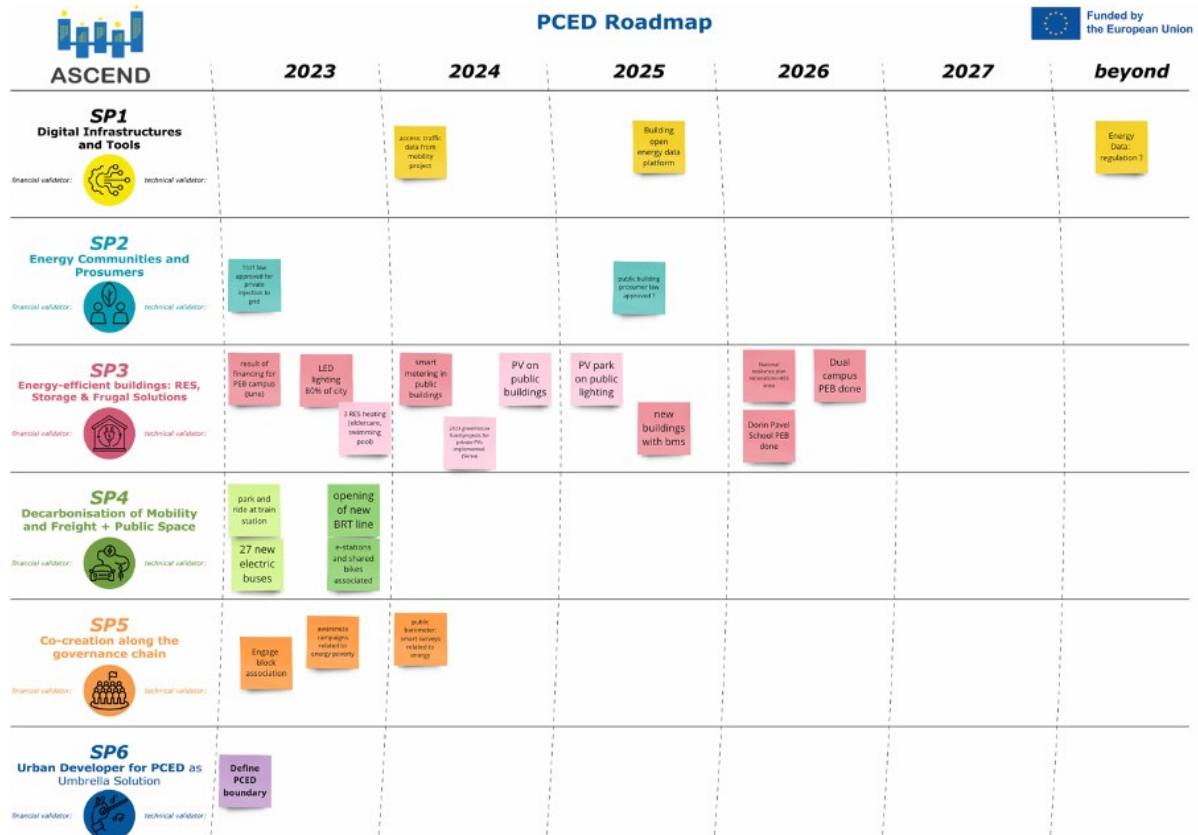 PCED Roadmap
ASCEND
Funded by
the European Union
2023
2024
2025
2026
2027
beyond
SP1
Digital Infrastructures
and Tools
financial validator:
technical validator:
access traffic
data from
mobility
project
Building
open
energy data
platform
Energy
Data:
regulation ?
SP2
Energy Communities and
Prosumers
financial validator:
technical validator:
law
approved for
private
injection to
grid
public building
prosumer law
approved ?
SP3
Energy-efficient buildings: RES,
Storage & Frugal Solutions
financial validator:
technical validator:
result of
financing for
PEB campus
(June)
LED
lighting
80% of city
3 RES heating
(eldercare,
swimming
pool)
smart
metering in
public
buildings
PV on
public
buildings
2023 greenhouse
for
private PVs
implemented
PV park
on public
lighting
new
buildings
with bms
National
resilience plan
Dual
campus
PEB done
Dorin Pavel
School PEB
done
SP4
Decarbonisation of Mobility
and Freight + Public Space
financial validator:
technical validator:
park and
ride at train
station
27 new
electric
buses
opening
of new
BRT line
e-stations
and shared
bikes
associated
SP5
Co-creation along the
governance chain
financial validator:
technical validator:
Engage
block
association
awareness
campaigns
related to
energy poverty
public
barometer:
smart surveys
related to
energy
SP6
Urban Developer for PCED as
Umbrella Solution
financial validator:
technical validator:
Define
PCED
boundary